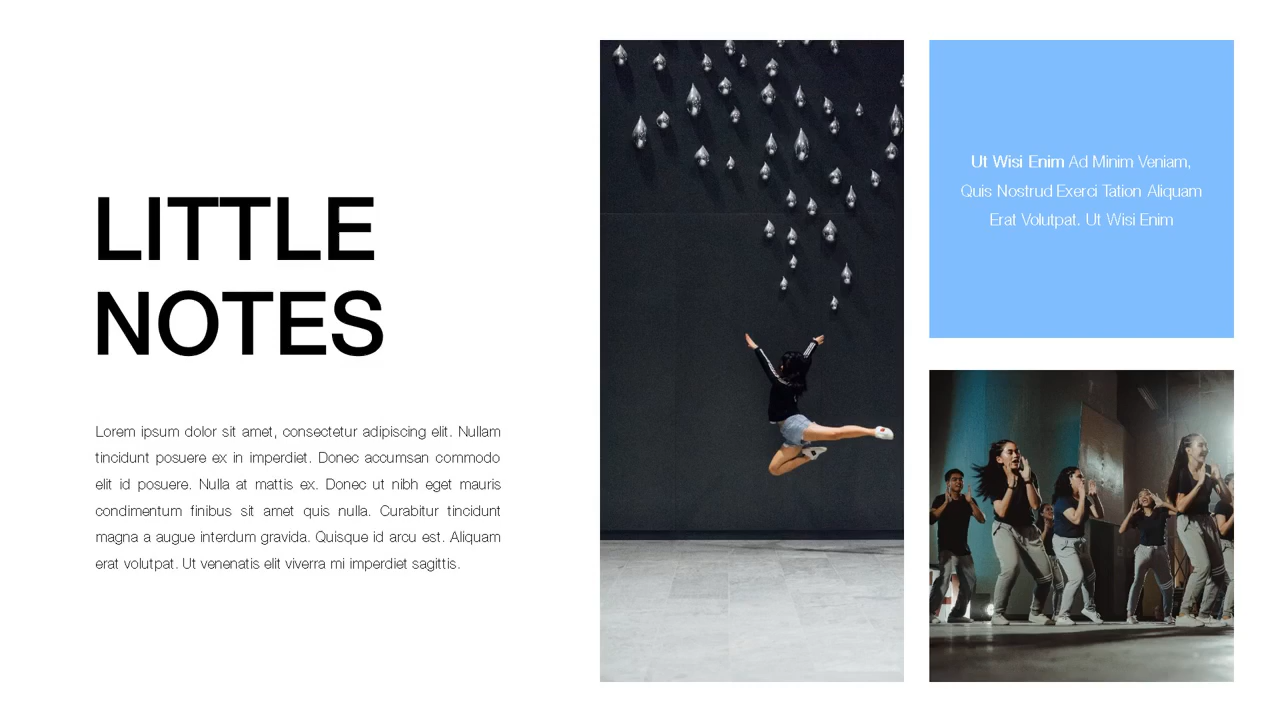 LITTLE
NOTES
Lorem ipsum dolor sit amet, consectetur adipiscing elit. Nullam
tincidunt posuere ex in imperdiet. Donec accumsan commodo
elit id posuere. Nulla at mattis ex. Donec ut nibh eget mauris
condimentum finibus sit amet quis nulla. Curabitur tincidunt
magna a augue interdum gravida. Quisque id arcu est. Aliquam
erat volutpat. Ut venenatis elit viverra mi imperdiet sagittis.
Ut Wisi Enim Ad Minim Veniam,
Quis Nostrud Exerci Tation Aliquam
Erat Volutpat. Ut Wisi Enim